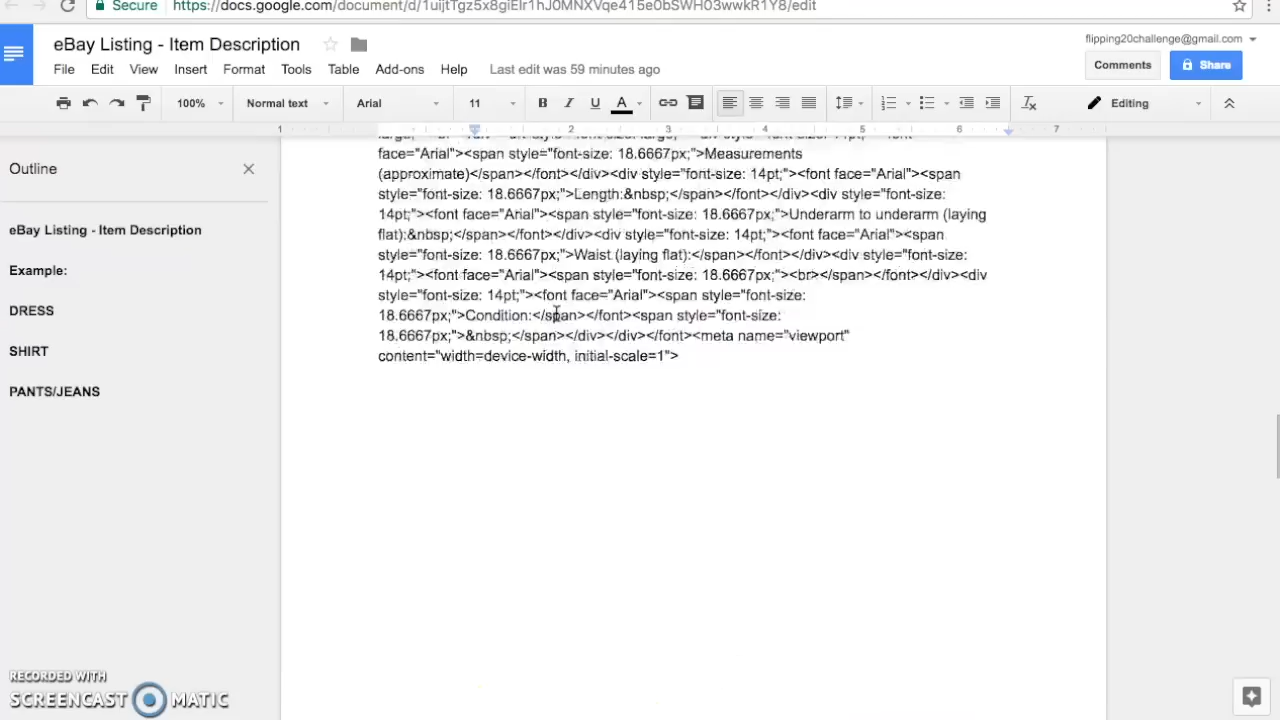 Secure https://docs.google.com/document/d/1uijtTgz5x8giEIr1hJ0MNXVqe415e0bSWH03wwkR1Y8/edit
eBay Listing - Item Description
flipping20challenge@gmail.com
File Edit View Insert Format Tools Table Add-ons Help Last edit was 59 minutes ago
Comments Share
100% Normal text Arial 11 B I U A Editing
1 2 3 4 5 6 7
Outline
eBay Listing - Item Description
Example:
DRESS
SHIRT
PANTS/JEANS
face="Arial"><span style="font-size: 18.6667px;">Measurements
(approximate)</span></font></div><div style="font-size: 14pt;"><font face="Arial"><span
style="font-size: 18.6667px;">Length:&nbsp;</span></font></div><div style="font-size:
14pt;"><font face="Arial"><span style="font-size: 18.6667px;">Underarm to underarm (laying
flat):&nbsp;</span></font></div><div style="font-size: 14pt;"><font face="Arial"><span
style="font-size: 18.6667px;">Waist (laying flat):</span></font></div><div style="font-size:
14pt;"><font face="Arial"><span style="font-size: 18.6667px;"><br></span></font></div><div
style="font-size: 14pt;"><font face="Arial"><span style="font-size:
18.6667px;">Condition:</span></font><span style="font-size:
18.6667px;">&nbsp;</span></div></div></font><meta name="viewport"
content="width=device-width, initial-scale=1">
RECORDED WITH
SCREENCAST MATIC